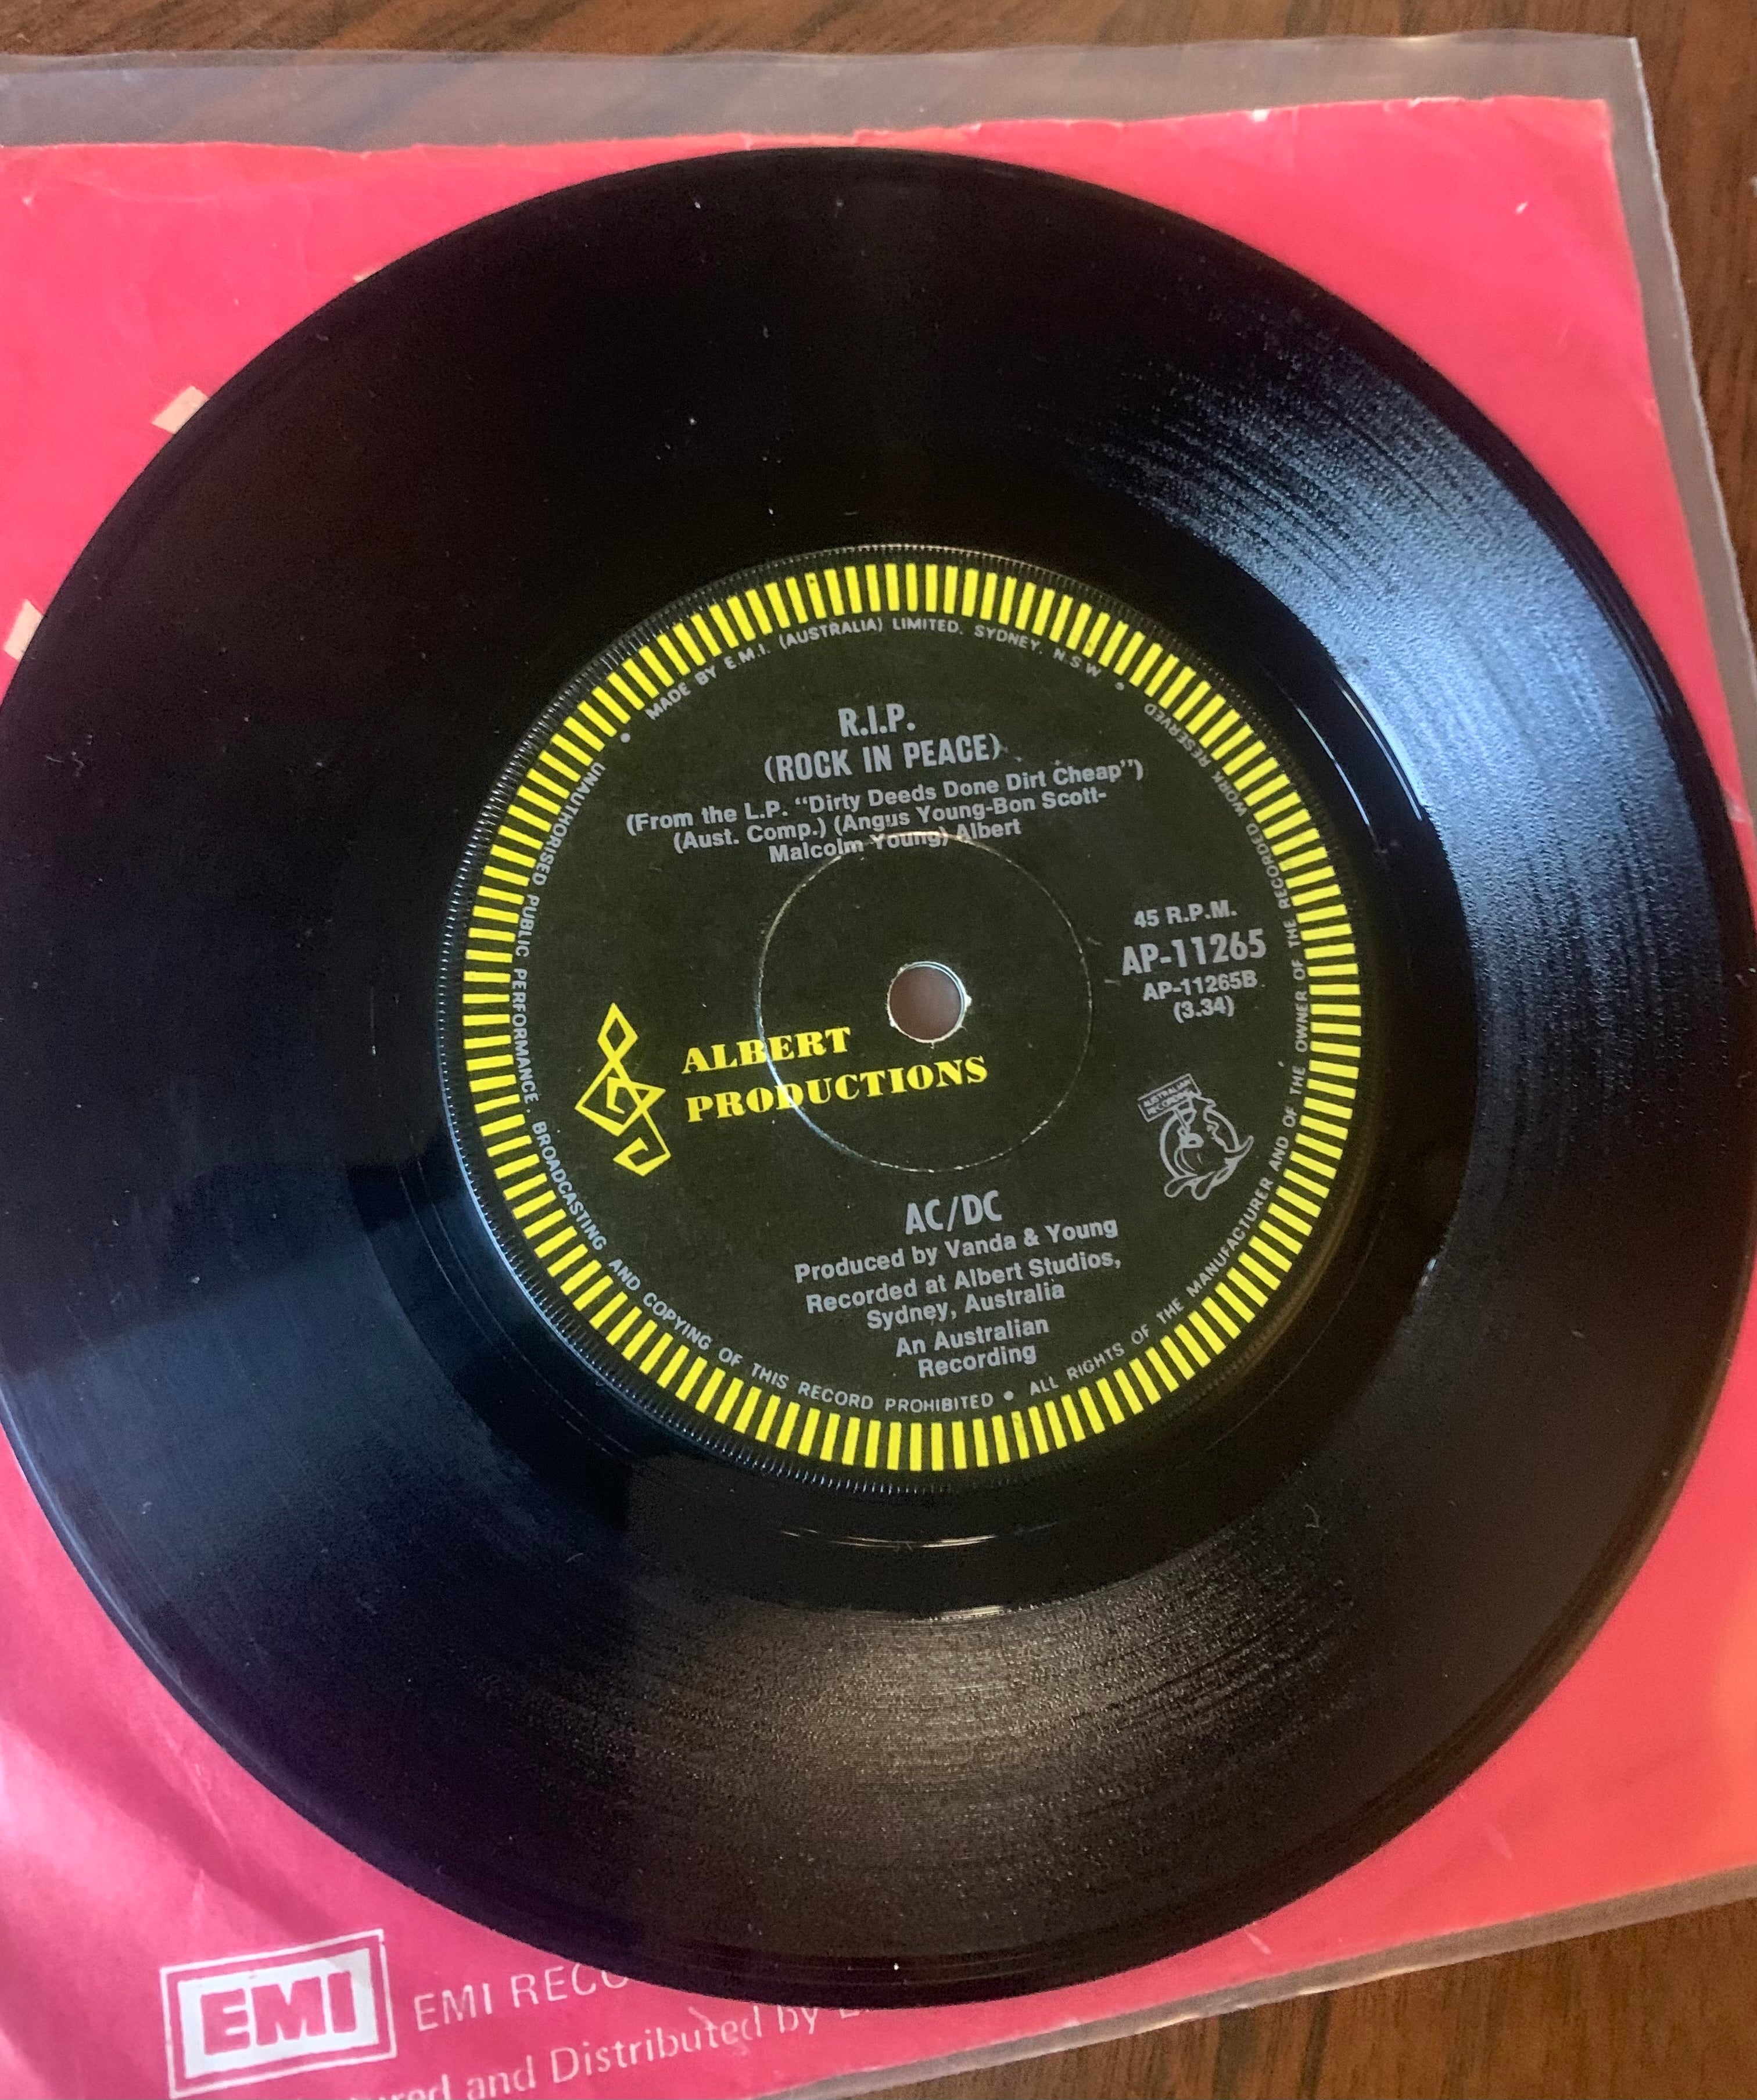 MADE BY E.M.I. (AUSTRALIA) LIMITED. SYDNEY. N.S.W •
R.I.P.
(ROCK IN PEACE)
(From the L.P. "Dirty Deeds Done Dirt Cheap")
(Aust. Comp.) (Angus Young-Bon Scott-
Malcolm Young) Albert
45 R.P.M.
AP-11265
AP-11265B
(3.34)
ALBERT
PRODUCTIONS
AUSTRALIAN
RECORDING
AC/DC
Produced by Vanda & Young
Recorded at Albert Studios,
Sydney, Australia
An Australian
Recording
• UNAUTHORISED PUBLIC PERFORMANCE. BROADCASTING AND COPYING OF THIS RECORD PROHIBITED • ALL RIGHTS OF THE MANUFACTURER AND OF THE OWNER OF THE RECORDED WORK RESERVED
EMI
EMI RECO
and Distributed by